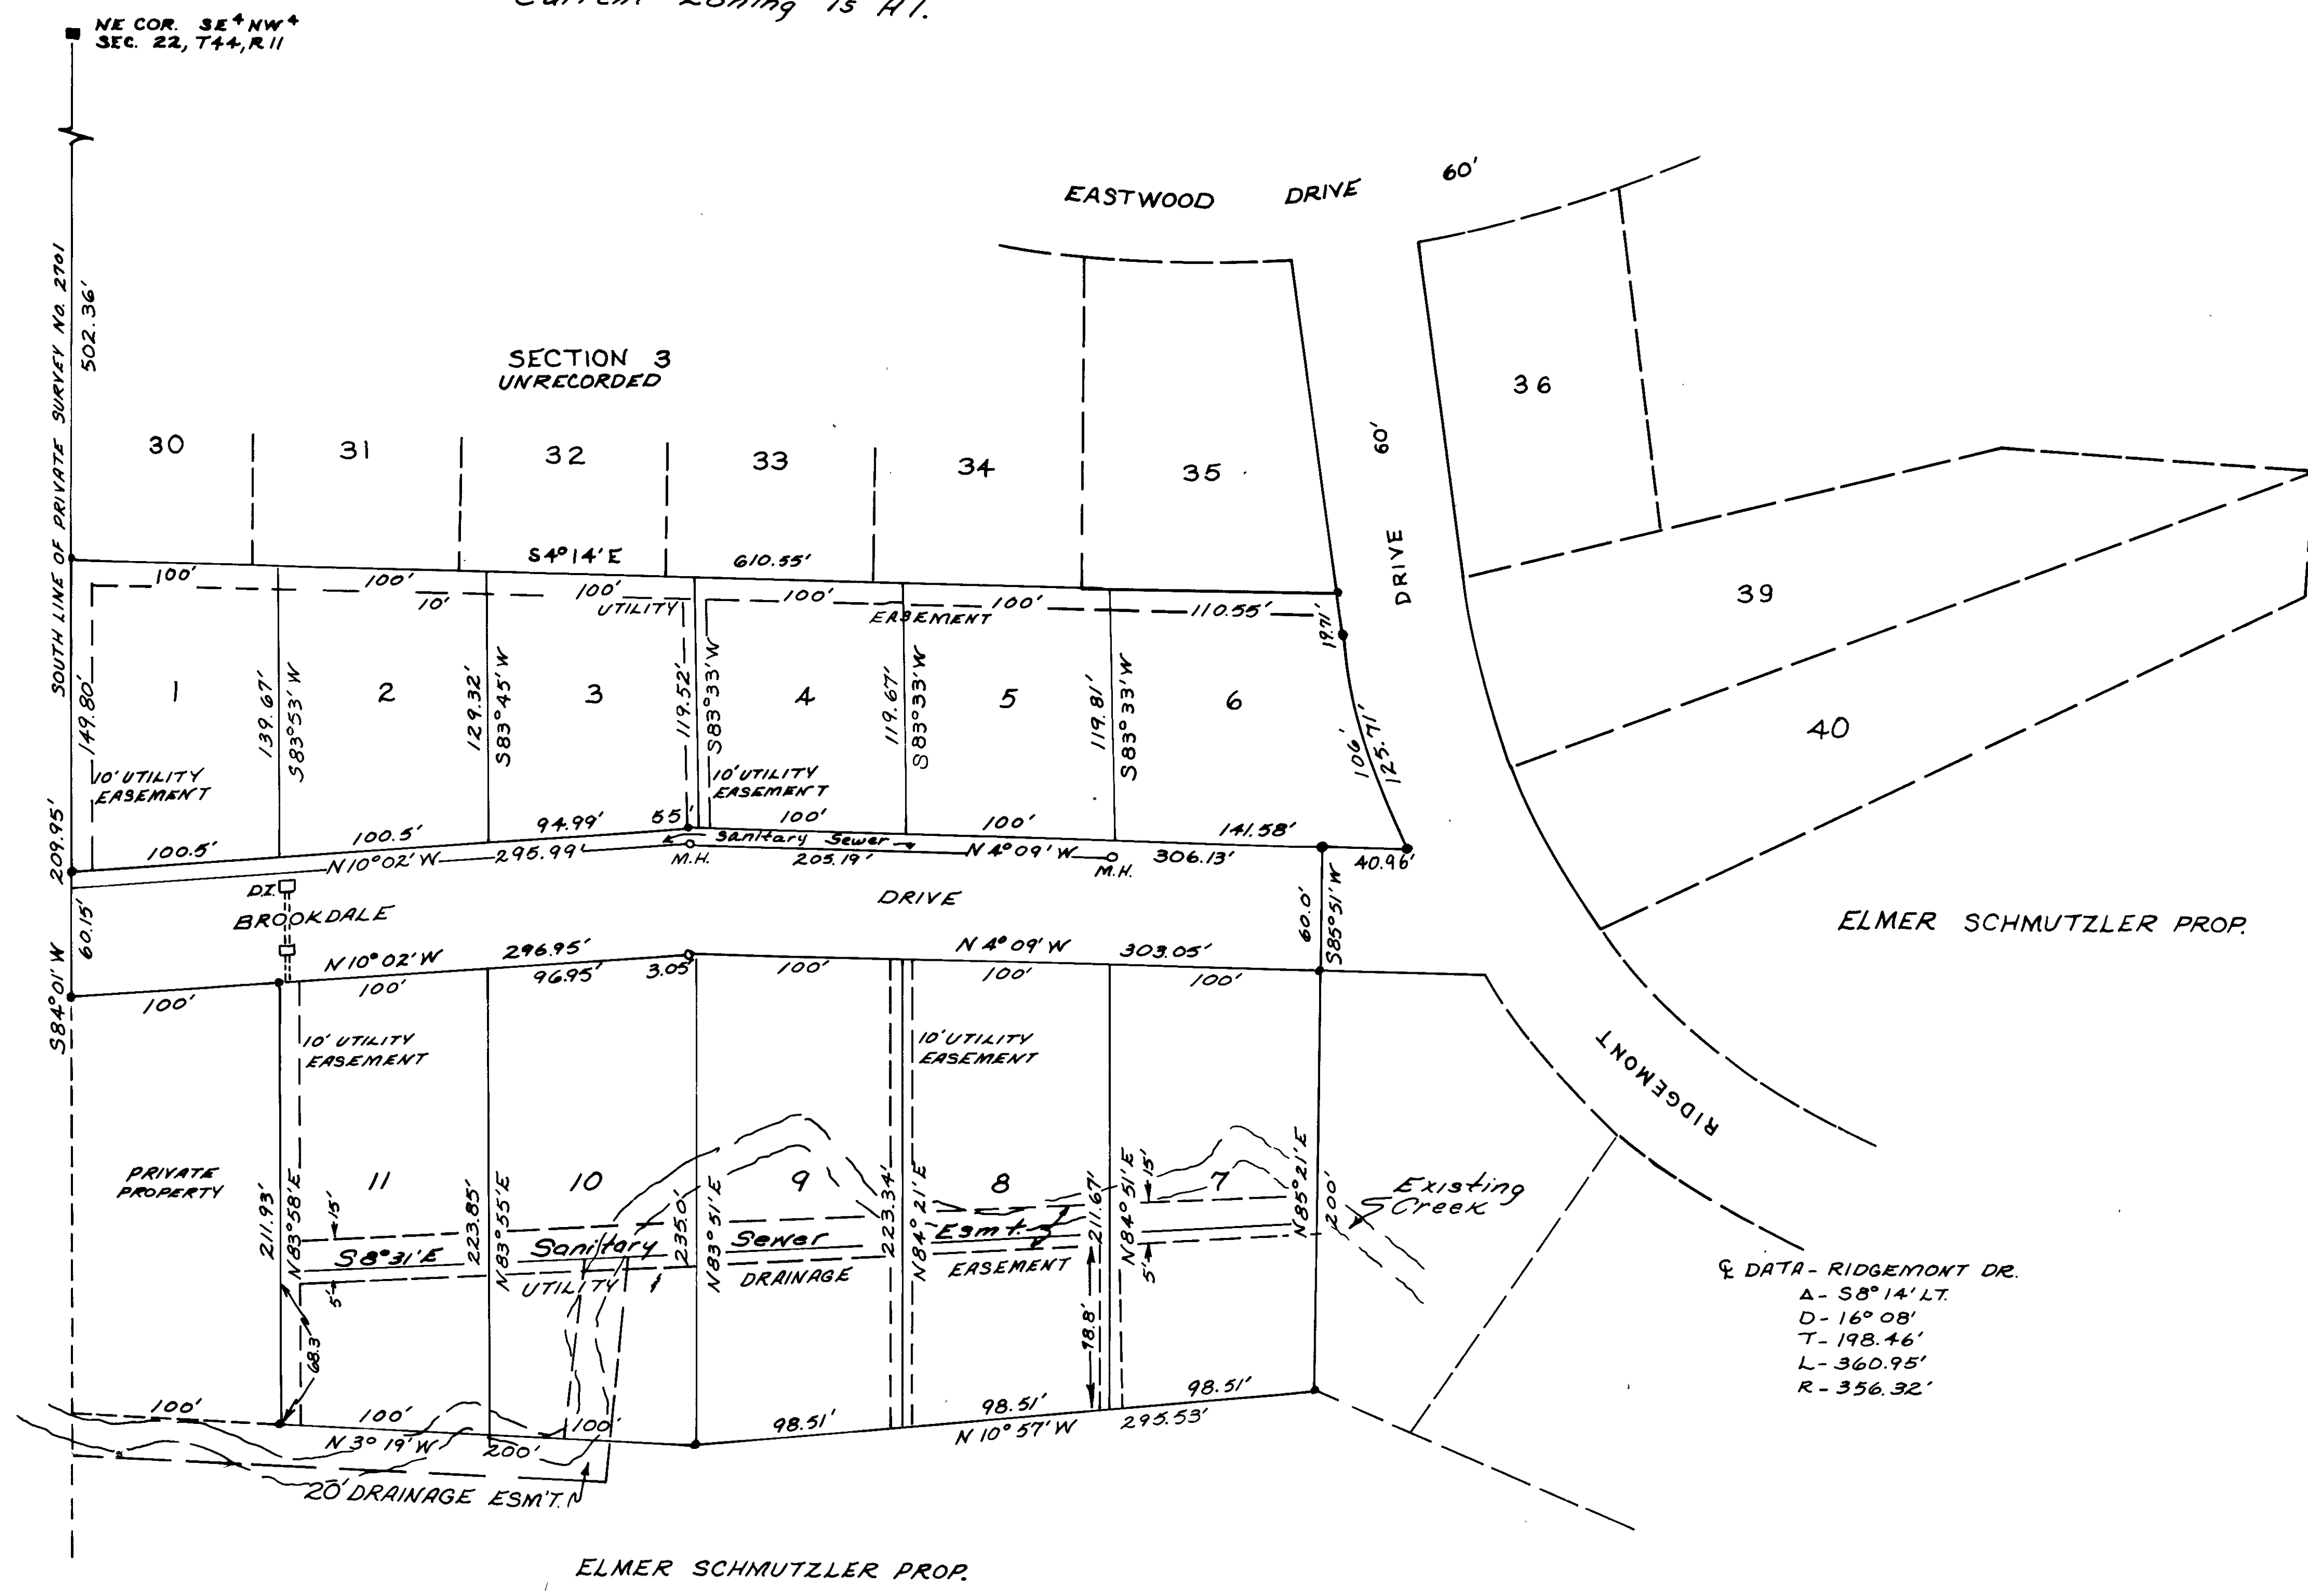 Current Zoning is A1.
NE COR. SE⁴ NW⁴
SEC. 22, T44, R11
EASTWOOD DRIVE 60'
SOUTH LINE OF PRIVATE SURVEY NO. 2701
502.36'
SECTION 3
UNRECORDED
36
60'
30 31 32 33 34 35
DRIVE
39
40
S4°14'E 610.55'
100' 100' 100' 100' 100' 110.55'
10' UTILITY EASEMENT
19.71'
1 2 3 4 5 6
149.80'
139.67'
S83°53'W
129.32'
S83°45'W
119.52'
S83°33'W
119.67'
S83°33'W
119.81'
S83°33'W
106'
125.71'
10' UTILITY
EASEMENT
10' UTILITY
EASEMENT
100.5' 100.5' 94.99' 100' 100' 141.58'
Sanitary Sewer
N10°02'W 295.99' M.H. 205.19' N4°09'W M.H. 306.13' 40.96'
209.95'
60.15'
S84°01'W
D.I.
BROOKDALE DRIVE
60.0'
S85°51'W
ELMER SCHMUTZLER PROP.
N10°02'W 296.95' N4°09'W 303.05'
100' 100' 96.95' 3.05' 100' 100' 100'
RIDGEMONT
10' UTILITY
EASEMENT
10' UTILITY
EASEMENT
PRIVATE
PROPERTY
11 10 9 8 7
211.93'
N83°58'E
223.85'
N83°55'E
235.0'
N83°51'E
223.34'
N84°21'E
211.67'
N84°51'E
N85°21'E
200'
15'
15'
Existing
Creek
S8°31'E Sanitary Sewer Esmt.
UTILITY DRAINAGE EASEMENT
5'
5'
68.3
98.8'
₵ DATA - RIDGEMONT DR.
Δ - 58°14' LT.
D - 16°08'
T - 198.46'
L - 360.95'
R - 356.32'
100' 100' 100' 98.51' 98.51' 98.51'
N3°19'W 200' N10°57'W 295.53'
20' DRAINAGE ESM'T.
ELMER SCHMUTZLER PROP.